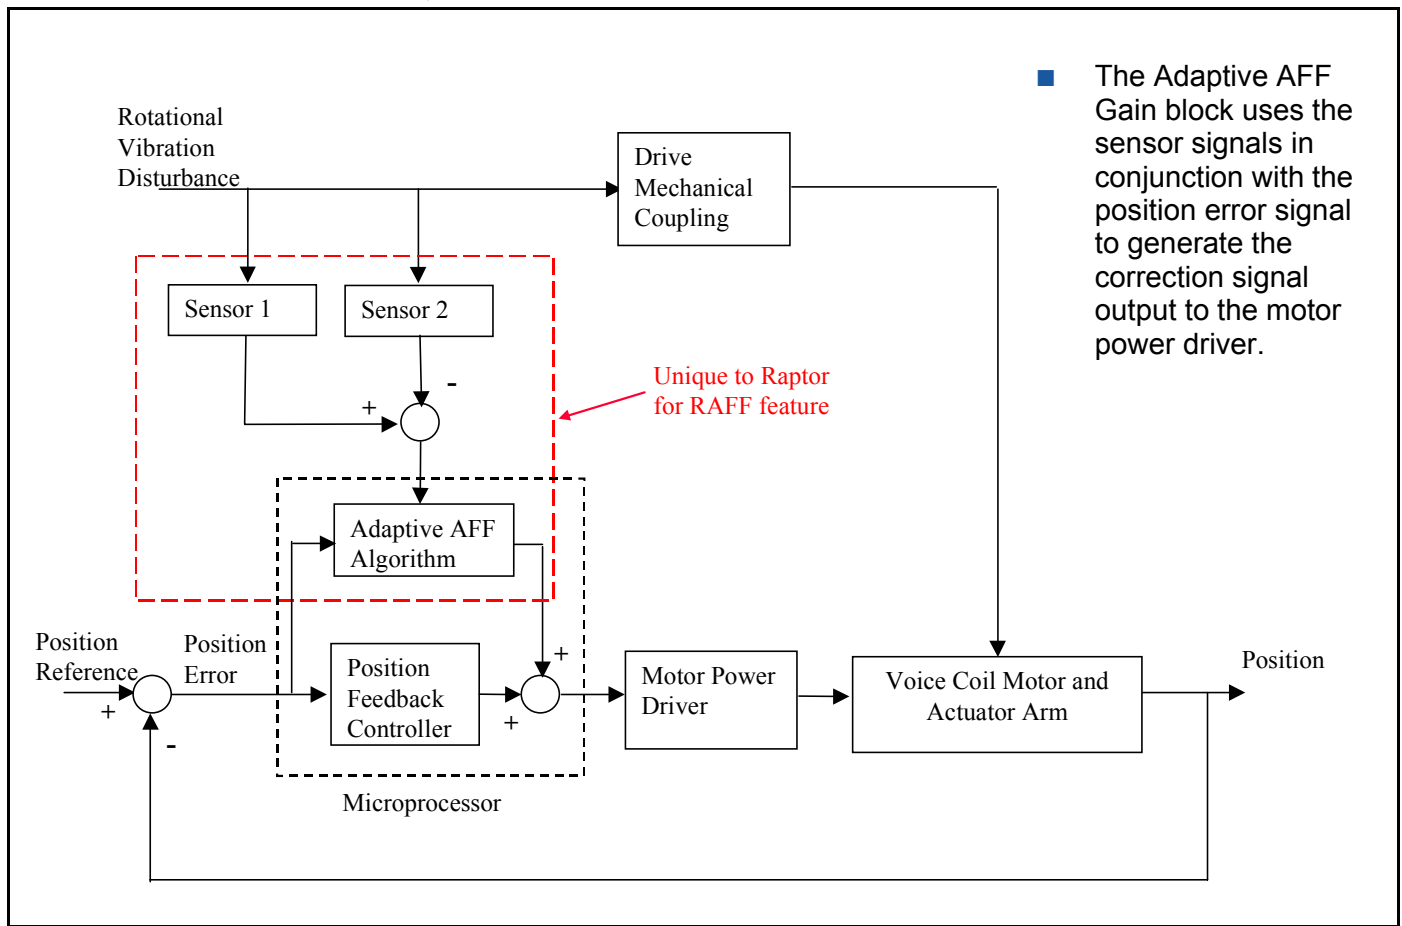 ■ The Adaptive AFF
Gain block uses the
sensor signals in
conjunction with the
position error signal
to generate the
correction signal
output to the motor
power driver.
Rotational
Vibration
Disturbance
Drive
Mechanical
Coupling
Sensor 1
Sensor 2
-
+
Unique to Raptor
for RAFF feature
Adaptive AFF
Algorithm
Position
Reference
+
-
Position
Error
Position
Feedback
Controller
+
+
Motor Power
Driver
Voice Coil Motor and
Actuator Arm
Position
Microprocessor